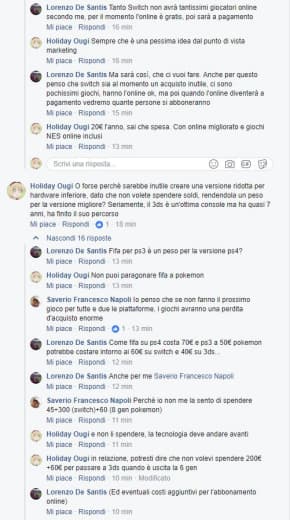 Lorenzo De Santis Tanto Switch non avrà tantissimi giocatori online
secondo me, per il momento l'online è gratis, poi sarà a pagamento
Mi piace · Rispondi · 16 min
Holiday Ougi Sempre che è una pessima idea dal punto di vista
marketing
Mi piace · Rispondi · 16 min
Lorenzo De Santis Ma sarà così, che ci vuoi fare. Anche per questo
penso che switch sia al momento un acquisto inutile, ci sono
pochissimi giochi, hanno l'online ok, ma poi quando l'online diventerà a
pagamento vedremo quante persone si abboneranno
Mi piace · Rispondi · 15 min
Holiday Ougi 20€ l'anno, sai che spesa. Con online migliorato e giochi
NES online inclusi
Mi piace · Rispondi · 13 min
Scrivi una risposta...
Holiday Ougi O forse perchè sarebbe inutile creare una versione ridotta per
hardware inferiore, dato che non volete spendere soldi, rendendola un peso
per la versione migliore? Seriamente, il 3ds è un'ottima console ma ha quasi 7
anni, ha finito il suo percorso
Mi piace · Rispondi · 1 · 18 min
Nascondi 16 risposte
Lorenzo De Santis Fifa per ps3 è un peso per la versione ps4?
Mi piace · Rispondi · 13 min
Holiday Ougi Non puoi paragonare fifa a pokemon
Mi piace · Rispondi · 13 min
Saverio Francesco Napoli Io penso che se non fanno il prossimo
gioco per tutte e due le piattaforme. i giochi avranno una perdita
d'acquisto enorme
Mi piace · Rispondi · 1 · 13 min
Lorenzo De Santis Come fifa su ps4 costa 70€ e ps3 a 50€ pokemon
potrebbe costare intorno ai 60€ su switch e 40€ su 3ds...
Mi piace · Rispondi · 12 min
Lorenzo De Santis Anche per me Saverio Francesco Napoli
Mi piace · Rispondi · 12 min
Saverio Francesco Napoli Perchè io non me la sento di spendere
45+300 (switch)+60 (8 gen pokemon)
Mi piace · Rispondi · 11 min
Holiday Ougi e non li spendere, la tecnologia deve andare avanti
Mi piace · Rispondi · 11 min
Holiday Ougi in relazione, potresti dire che non volevi spendere 200€
+60€ per passare a 3ds quando è uscita la 6 gen
Mi piace · Rispondi · 10 min · Modificato
Lorenzo De Santis (Ed eventuali costi aggiuntivi per l'abbonamento
online)
Mi piace · Rispondi · 10 min